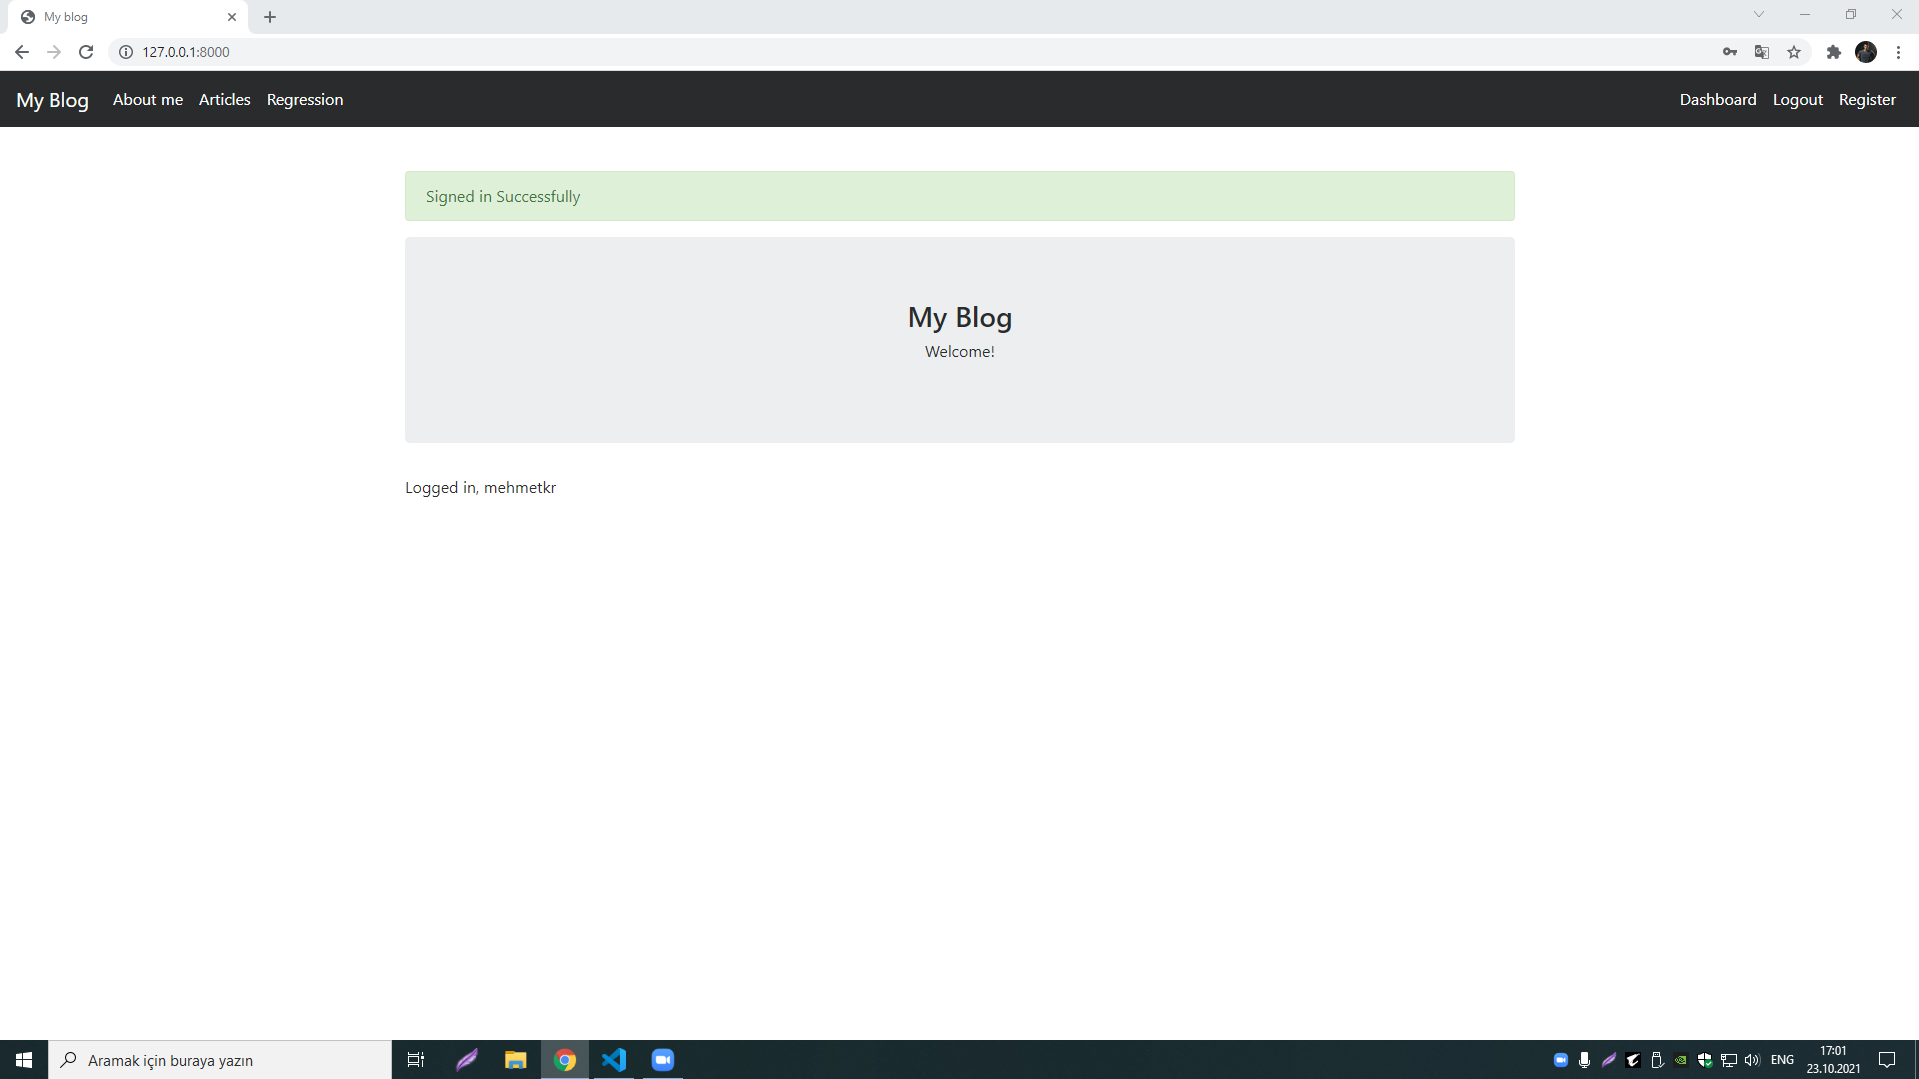 My blog
127.0.0.1:8000
My Blog About me Articles Regression Dashboard Logout Register
Signed in Successfully
My Blog
Welcome!
Logged in, mehmetkr
Aramak için buraya yazın
ENG
17:01
23.10.2021